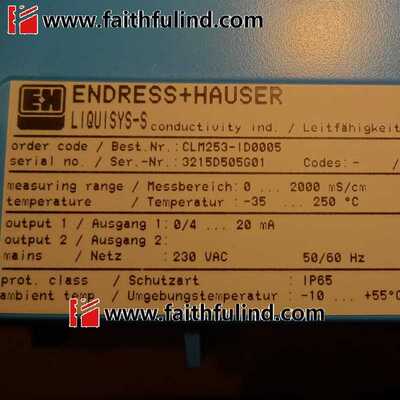 www.faithfulind.com
EH ENDRESS+HAUSER
LIQUISYS-S conductivity ind. / Leitfähigkeit
order code / Best.Nr.: CLM253-ID0005
serial no. / Ser.-Nr.: 3215D505G01 Codes: - /
measuring range / Messbereich: 0 ... 2000 mS/cm
temperature / Temperatur: -35 ... 250 °C
output 1 / Ausgang 1: 0/4 ... 20 mA
output 2 / Ausgang 2:
mains / Netz : 230 VAC 50/60 Hz
prot. class / Schutzart : IP65
ambient temp / Umgebungstemperatur: -10 ... +55°C
www.faithfulind.com